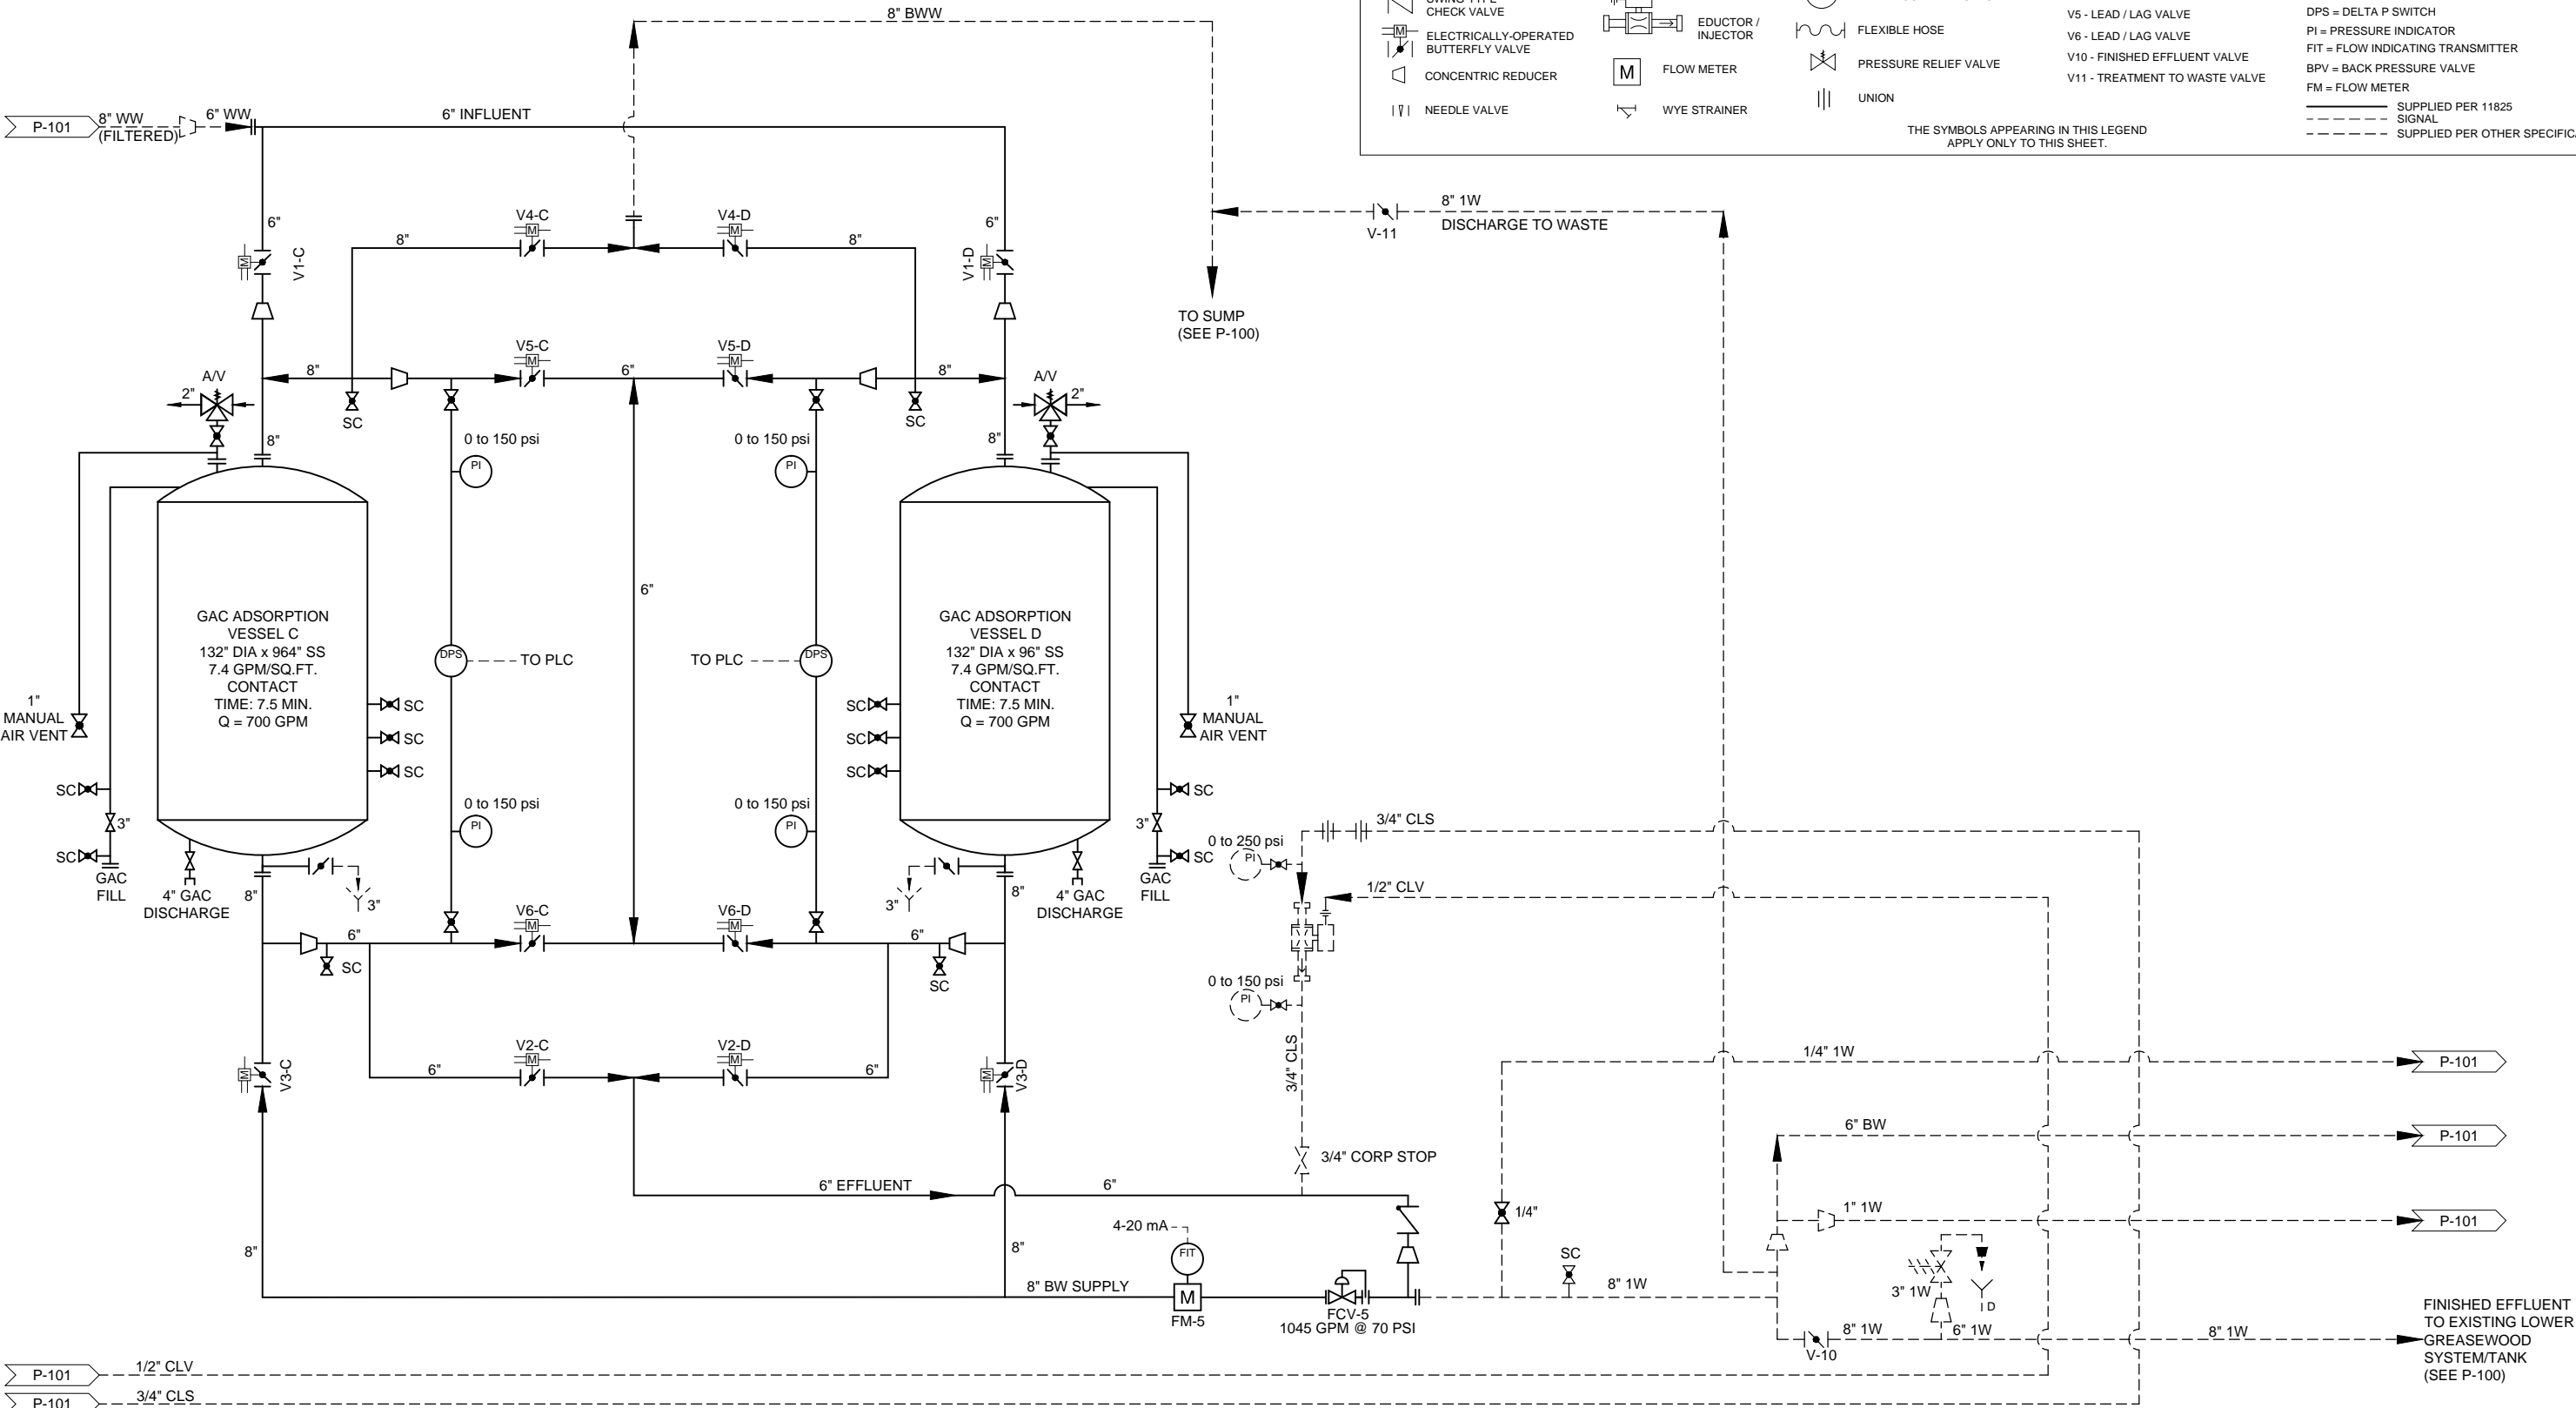 CHECK VALVE
ELECTRICALLY-OPERATED
BUTTERFLY VALVE
CONCENTRIC REDUCER
NEEDLE VALVE
EDUCTOR /
INJECTOR
M
FLOW METER
WYE STRAINER
FLEXIBLE HOSE
PRESSURE RELIEF VALVE
UNION
V5 - LEAD / LAG VALVE
V6 - LEAD / LAG VALVE
V10 - FINISHED EFFLUENT VALVE
V11 - TREATMENT TO WASTE VALVE
DPS = DELTA P SWITCH
PI = PRESSURE INDICATOR
FIT = FLOW INDICATING TRANSMITTER
BPV = BACK PRESSURE VALVE
FM = FLOW METER
SUPPLIED PER 11825
SIGNAL
SUPPLIED PER OTHER SPECIFICA
THE SYMBOLS APPEARING IN THIS LEGEND
APPLY ONLY TO THIS SHEET.
8" BWW
P-101
8" WW
(FILTERED)
6" WW
6" INFLUENT
6"
M
V1-C
8"
V4-C
M
V4-D
M
8"
6"
M
V1-D
8" 1W
DISCHARGE TO WASTE
V-11
TO SUMP
(SEE P-100)
V5-C
M
V5-D
M
8"
6"
8"
A/V
2"
8"
SC
SC
A/V
2"
8"
0 to 150 psi
PI
0 to 150 psi
PI
6"
GAC ADSORPTION
VESSEL C
132" DIA x 964" SS
7.4 GPM/SQ.FT.
CONTACT
TIME: 7.5 MIN.
Q = 700 GPM
DPS
TO PLC
TO PLC
DPS
GAC ADSORPTION
VESSEL D
132" DIA x 96" SS
7.4 GPM/SQ.FT.
CONTACT
TIME: 7.5 MIN.
Q = 700 GPM
1"
MANUAL
AIR VENT
SC
SC
SC
SC
SC
SC
1"
MANUAL
AIR VENT
SC
3"
SC
GAC
FILL
4" GAC
DISCHARGE
8"
3"
0 to 150 psi
PI
0 to 150 psi
PI
3"
8"
4" GAC
DISCHARGE
SC
3"
SC
GAC
FILL
3/4" CLS
0 to 250 psi
PI
1/2" CLV
0 to 150 psi
PI
3/4" CLS
3/4" CORP STOP
V6-C
M
V6-D
M
6"
6"
SC
SC
M
V3-C
V2-C
M
V2-D
M
6"
6"
M
V3-D
1/4" 1W
P-101
6" BW
P-101
1" 1W
P-101
6" EFFLUENT
6"
1/4"
4-20 mA
FIT
M
FM-5
FCV-5
1045 GPM @ 70 PSI
8"
8"
8" BW SUPPLY
SC
8" 1W
3" 1W
D
V-10
8" 1W
6" 1W
8" 1W
FINISHED EFFLUENT
TO EXISTING LOWER
GREASEWOOD
SYSTEM/TANK
(SEE P-100)
P-101
1/2" CLV
P-101
3/4" CLS